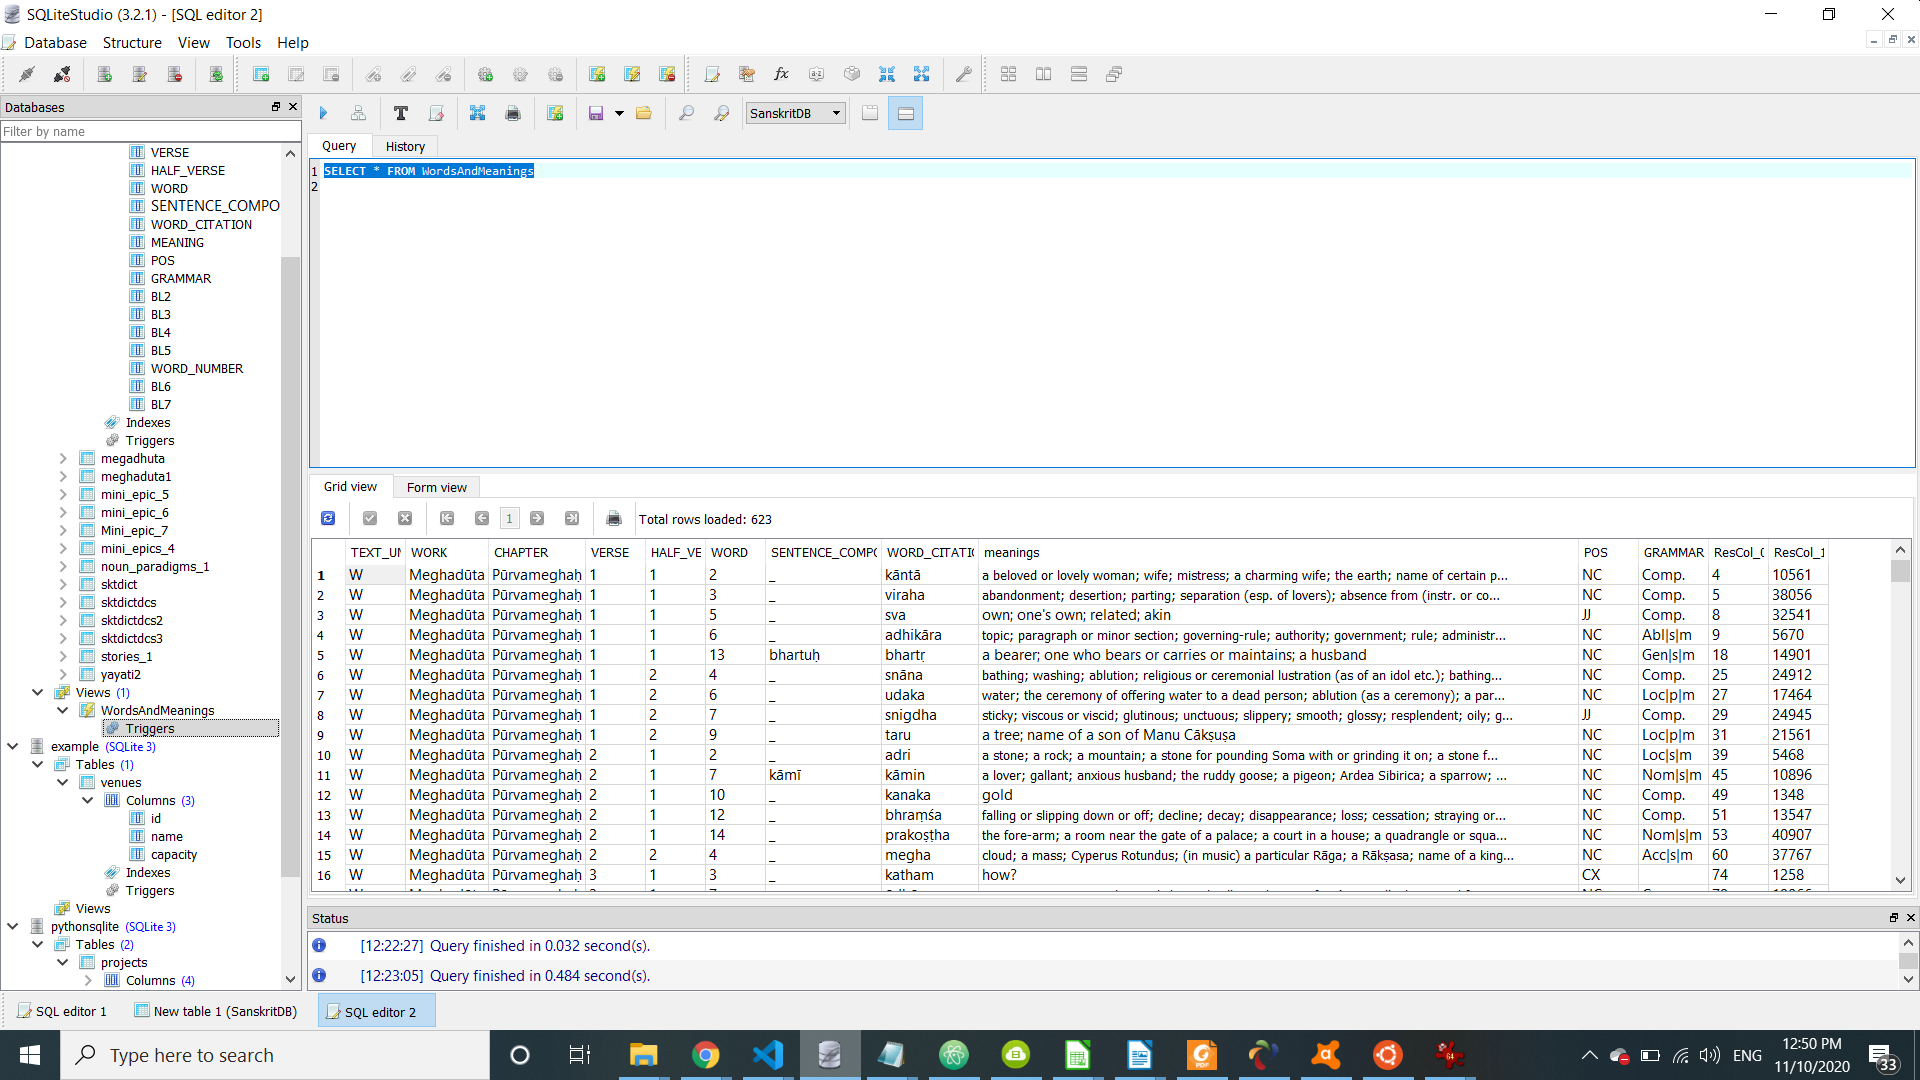 SQLiteStudio (3.2.1) - [SQL editor 2]
Database Structure View Tools Help
Databases
Filter by name
VERSE
HALF_VERSE
WORD
SENTENCE_COMPO
WORD_CITATION
MEANING
POS
GRAMMAR
BL2
BL3
BL4
BL5
WORD_NUMBER
BL6
BL7
Indexes
Triggers
megadhuta
meghaduta1
mini_epic_5
mini_epic_6
Mini_epic_7
mini_epics_4
noun_paradigms_1
sktdict
sktdictdcs
sktdictdcs2
sktdictdcs3
stories_1
yayati2
Views (1)
WordsAndMeanings
Triggers
example (SQLite 3)
Tables (1)
venues
Columns (3)
id
name
capacity
Indexes
Triggers
Views
pythonsqlite (SQLite 3)
Tables (2)
projects
Columns (4)
SanskritDB
Query History
1 SELECT * FROM WordsAndMeanings
2
Grid view Form view
1 Total rows loaded: 623
TEXT_UN WORK CHAPTER VERSE HALF_VE WORD SENTENCE_COMPO WORD_CITATIO meanings POS GRAMMAR ResCol_0 ResCol_1
1 W Meghadūta Pūrvameghaḥ 1 1 2 _ kāntā a beloved or lovely woman; wife; mistress; a charming wife; the earth; name of certain p... NC Comp. 4 10561
2 W Meghadūta Pūrvameghaḥ 1 1 3 _ viraha abandonment; desertion; parting; separation (esp. of lovers); absence from (instr. or co... NC Comp. 5 38056
3 W Meghadūta Pūrvameghaḥ 1 1 5 _ sva own; one's own; related; akin JJ Comp. 8 32541
4 W Meghadūta Pūrvameghaḥ 1 1 6 _ adhikāra topic; paragraph or minor section; governing-rule; authority; government; rule; administr... NC Abl|s|m 9 5670
5 W Meghadūta Pūrvameghaḥ 1 1 13 bhartuḥ bhartṛ a bearer; one who bears or carries or maintains; a husband NC Gen|s|m 18 14901
6 W Meghadūta Pūrvameghaḥ 1 2 4 _ snāna bathing; washing; ablution; religious or ceremonial lustration (as of an idol etc.); bathing... NC Comp. 25 24912
7 W Meghadūta Pūrvameghaḥ 1 2 6 _ udaka water; the ceremony of offering water to a dead person; ablution (as a ceremony); a par... NC Loc|p|m 27 17464
8 W Meghadūta Pūrvameghaḥ 1 2 7 _ snigdha sticky; viscous or viscid; glutinous; unctuous; slippery; smooth; glossy; resplendent; oily; g... JJ Comp. 29 24945
9 W Meghadūta Pūrvameghaḥ 1 2 9 _ taru a tree; name of a son of Manu Cākṣuṣa NC Loc|p|m 31 21561
10 W Meghadūta Pūrvameghaḥ 2 1 2 _ adri a stone; a rock; a mountain; a stone for pounding Soma with or grinding it on; a stone f... NC Loc|s|m 39 5468
11 W Meghadūta Pūrvameghaḥ 2 1 7 kāmī kāmin a lover; gallant; anxious husband; the ruddy goose; a pigeon; Ardea Sibirica; a sparrow; ... NC Nom|s|m 45 10896
12 W Meghadūta Pūrvameghaḥ 2 1 10 _ kanaka gold NC Comp. 49 1348
13 W Meghadūta Pūrvameghaḥ 2 1 12 _ bhraṃśa falling or slipping down or off; decline; decay; disappearance; loss; cessation; straying or... NC Comp. 51 13547
14 W Meghadūta Pūrvameghaḥ 2 1 14 _ prakoṣṭha the fore-arm; a room near the gate of a palace; a court in a house; a quadrangle or squa... NC Nom|s|m 53 40907
15 W Meghadūta Pūrvameghaḥ 2 2 4 _ megha cloud; a mass; Cyperus Rotundus; (in music) a particular Rāga; a Rākṣasa; name of a king... NC Acc|s|m 60 37767
16 W Meghadūta Pūrvameghaḥ 3 1 3 _ katham how? CX 74 1258
Status
[12:22:27] Query finished in 0.032 second(s).
[12:23:05] Query finished in 0.484 second(s).
SQL editor 1 New table 1 (SanskritDB) SQL editor 2
Type here to search
ENG
12:50 PM
11/10/2020
33